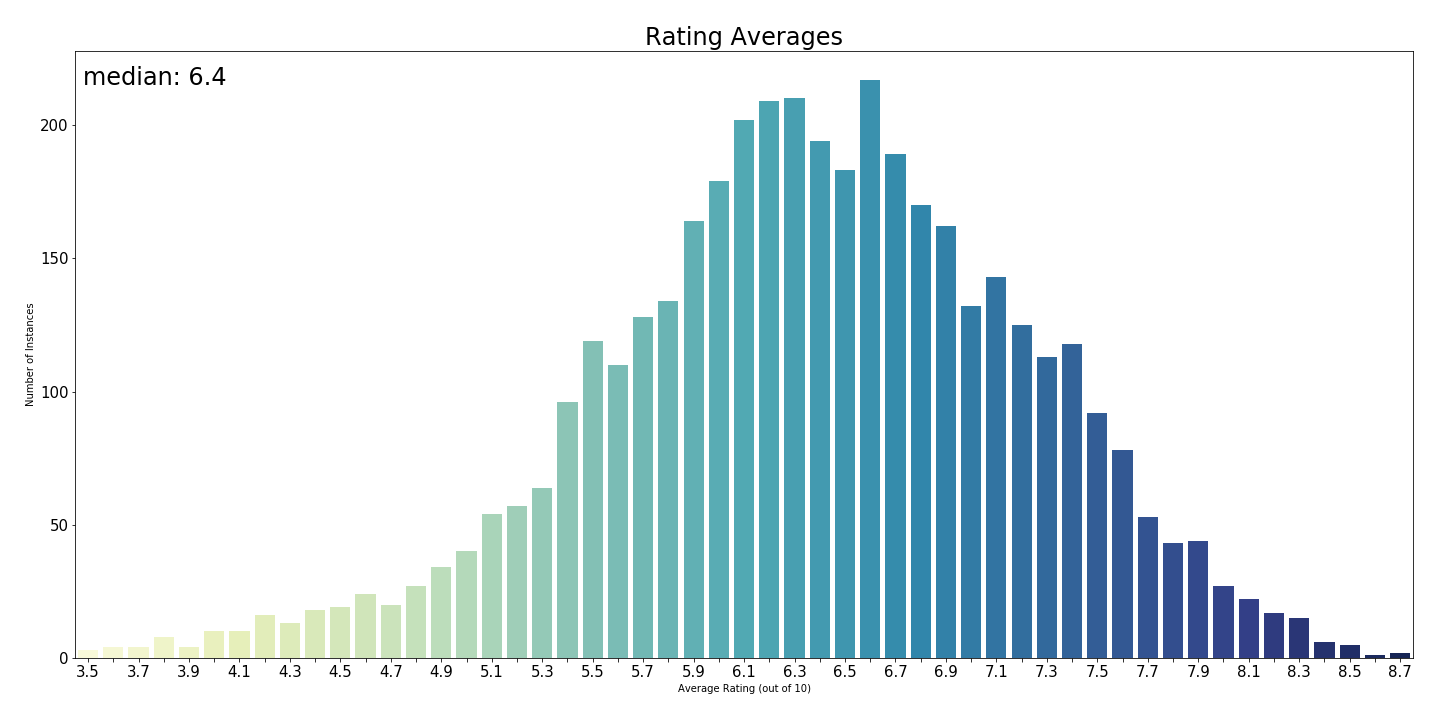 Rating Averages
median: 6.4
200
150
100
50
0
Number of Instances
3.5 3.7 3.9 4.1 4.3 4.5 4.7 4.9 5.1 5.3 5.5 5.7 5.9 6.1 6.3 6.5 6.7 6.9 7.1 7.3 7.5 7.7 7.9 8.1 8.3 8.5 8.7
Average Rating (out of 10)